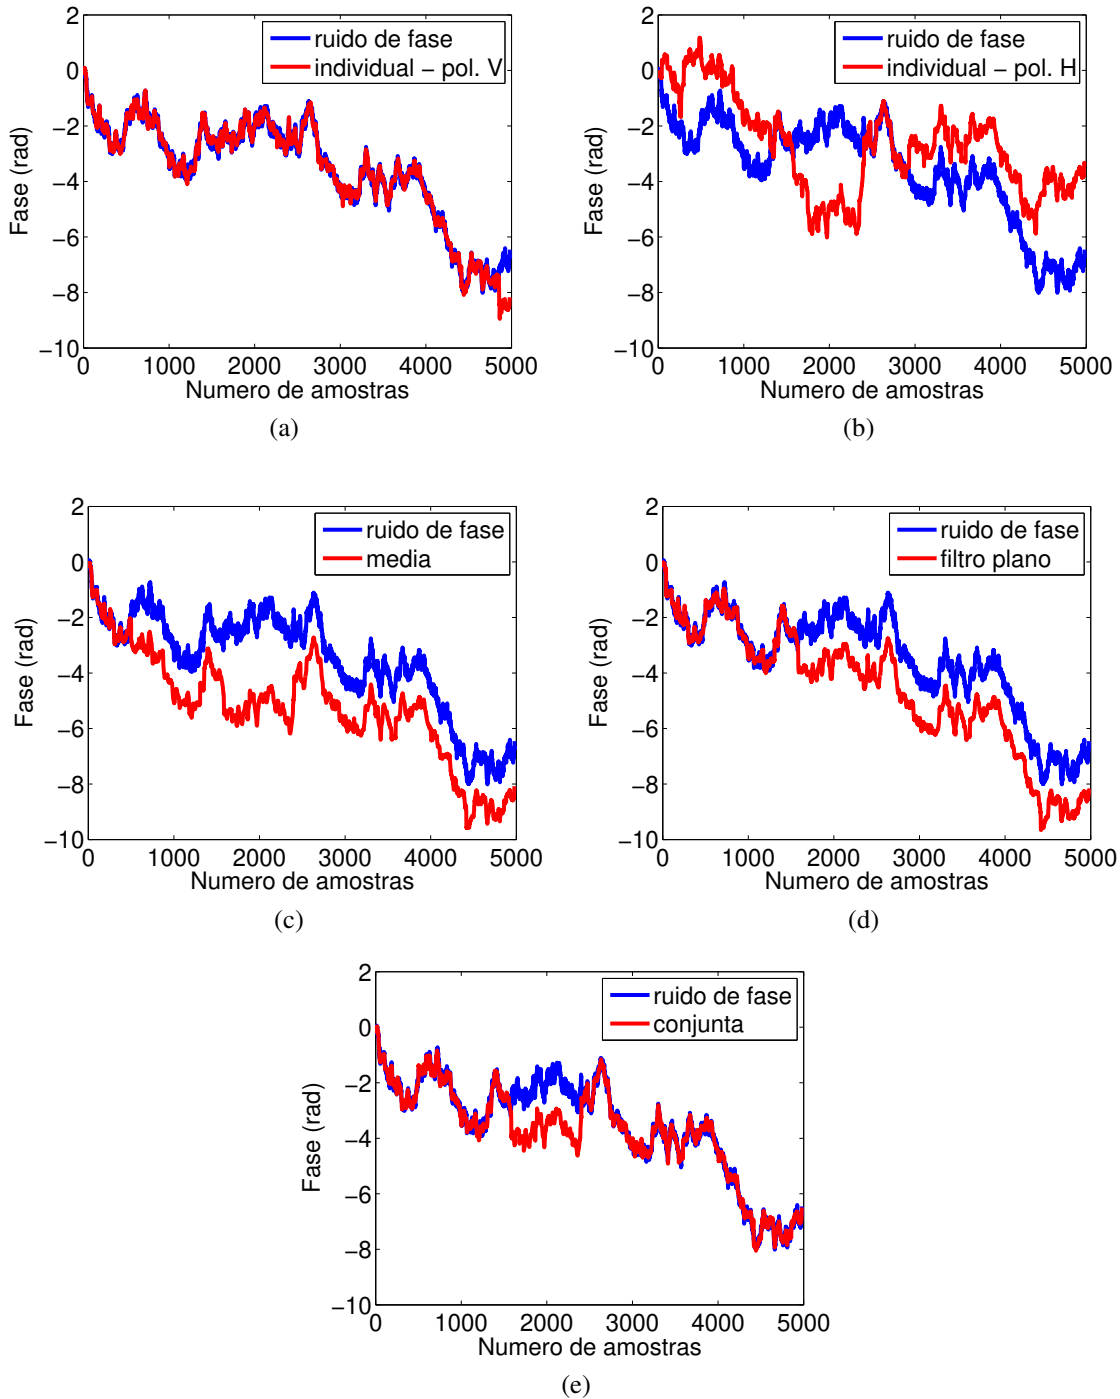 2
0
−2
−4
−6
−8
−10
0
1000
2000
3000
4000
5000
Fase (rad)
Numero de amostras
ruido de fase
individual − pol. V
(a)
2
0
−2
−4
−6
−8
−10
0
1000
2000
3000
4000
5000
Fase (rad)
Numero de amostras
ruido de fase
individual − pol. H
(b)
2
0
−2
−4
−6
−8
−10
0
1000
2000
3000
4000
5000
Fase (rad)
Numero de amostras
ruido de fase
media
(c)
2
0
−2
−4
−6
−8
−10
0
1000
2000
3000
4000
5000
Fase (rad)
Numero de amostras
ruido de fase
filtro plano
(d)
2
0
−2
−4
−6
−8
−10
0
1000
2000
3000
4000
5000
Fase (rad)
Numero de amostras
ruido de fase
conjunta
(e)